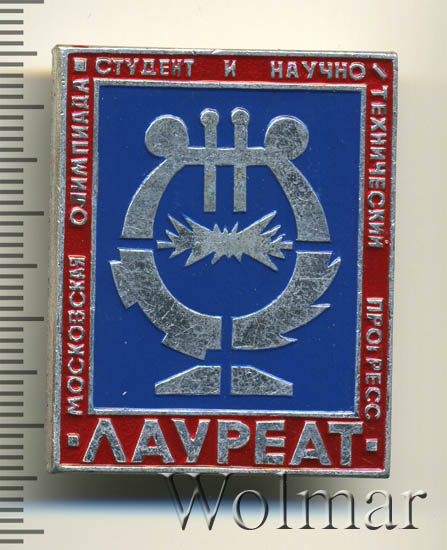 МОСКОВСКАЯ ОЛИМПИАДА
СТУДЕНТ И НАУЧНО/
ТЕХНИЧЕСКИЙ ПРОГРЕСС
·ЛАУРЕАТ·
Wolmar